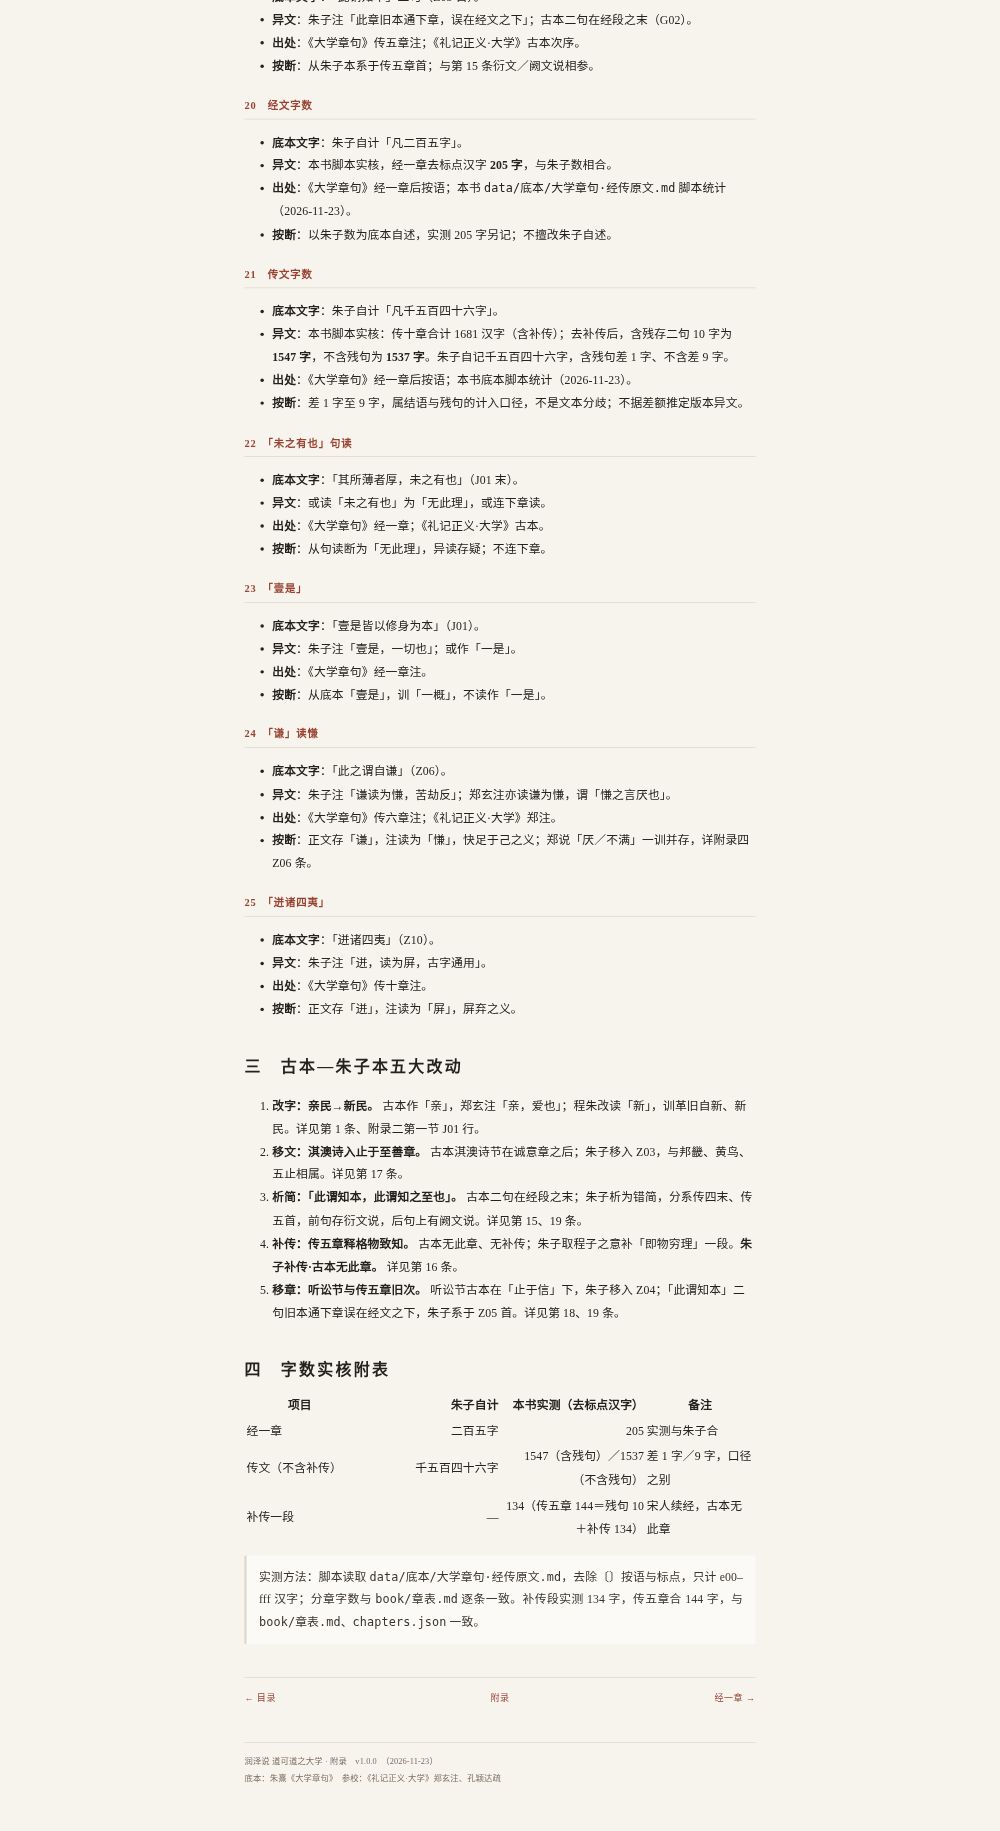 • 异文：朱子注「此章旧本通下章，误在经文之下」；古本二句在经段之末（G02）。
• 出处：《大学章句》传五章注；《礼记正义·大学》古本次序。
• 按断：从朱子本系于传五章首；与第 15 条衍文／阙文说相参。
20 经文字数
• 底本文字：朱子自计「凡二百五字」。
• 异文：本书脚本实核，经一章去标点汉字 205 字，与朱子数相合。
• 出处：《大学章句》经一章后按语；本书 data/底本/大学章句·经传原文.md 脚本统计
（2026-11-23）。
• 按断：以朱子数为底本自述，实测 205 字另记；不擅改朱子自述。
21 传文字数
• 底本文字：朱子自计「凡千五百四十六字」。
• 异文：本书脚本实核：传十章合计 1681 汉字（含补传）；去补传后，含残存二句 10 字为
1547 字，不含残句为 1537 字。朱子自记千五百四十六字，含残句差 1 字、不含差 9 字。
• 出处：《大学章句》经一章后按语；本书底本脚本统计（2026-11-23）。
• 按断：差 1 字至 9 字，属结语与残句的计入口径，不是文本分歧；不据差额推定版本异文。
22 「未之有也」句读
• 底本文字：「其所薄者厚，未之有也」（J01 末）。
• 异文：或读「未之有也」为「无此理」，或连下章读。
• 出处：《大学章句》经一章；《礼记正义·大学》古本。
• 按断：从句读断为「无此理」，异读存疑；不连下章。
23 「壹是」
• 底本文字：「壹是皆以修身为本」（J01）。
• 异文：朱子注「壹是，一切也」；或作「一是」。
• 出处：《大学章句》经一章注。
• 按断：从底本「壹是」，训「一概」，不读作「一是」。
24 「谦」读慊
• 底本文字：「此之谓自谦」（Z06）。
• 异文：朱子注「谦读为慊，苦劫反」；郑玄注亦读谦为慊，谓「慊之言厌也」。
• 出处：《大学章句》传六章注；《礼记正义·大学》郑注。
• 按断：正文存「谦」，注读为「慊」，快足于己之义；郑说「厌／不满」一训并存，详附录四
Z06 条。
25 「迸诸四夷」
• 底本文字：「迸诸四夷」（Z10）。
• 异文：朱子注「迸，读为屏，古字通用」。
• 出处：《大学章句》传十章注。
• 按断：正文存「迸」，注读为「屏」，屏弃之义。
三 古本—朱子本五大改动
1. 改字：亲民→新民。 古本作「亲」，郑玄注「亲，爱也」；程朱改读「新」，训革旧自新、新
民。详见第 1 条、附录二第一节 J01 行。
2. 移文：淇澳诗入止于至善章。 古本淇澳诗节在诚意章之后；朱子移入 Z03，与邦畿、黄鸟、
五止相属。详见第 17 条。
3. 析简：「此谓知本，此谓知之至也」。 古本二句在经段之末；朱子析为错简，分系传四末、传
五首，前句存衍文说，后句上有阙文说。详见第 15、19 条。
4. 补传：传五章释格物致知。 古本无此章、无补传；朱子取程子之意补「即物穷理」一段。朱
子补传·古本无此章。 详见第 16 条。
5. 移章：听讼节与传五章旧次。 听讼节古本在「止于信」下，朱子移入 Z04；「此谓知本」二
句旧本通下章误在经文之下，朱子系于 Z05 首。详见第 18、19 条。
四 字数实核附表
项目 朱子自计 本书实测（去标点汉字） 备注
经一章 二百五字 205 实测与朱子合
传文（不含补传） 千五百四十六字 1547（含残句）／1537 差 1 字／9 字，口径
（不含残句） 之别
补传一段 — 134（传五章 144＝残句 10 宋人续经，古本无
＋补传 134） 此章
实测方法：脚本读取 data/底本/大学章句·经传原文.md，去除〔〕按语与标点，只计 e00–
fff 汉字；分章字数与 book/章表.md 逐条一致。补传段实测 134 字，传五章合 144 字，与
book/章表.md、chapters.json 一致。
← 目录 附录 经一章 →
润泽说 道可道之大学 · 附录 v1.0.0 （2026-11-23）
底本：朱熹《大学章句》 参校：《礼记正义·大学》郑玄注、孔颖达疏